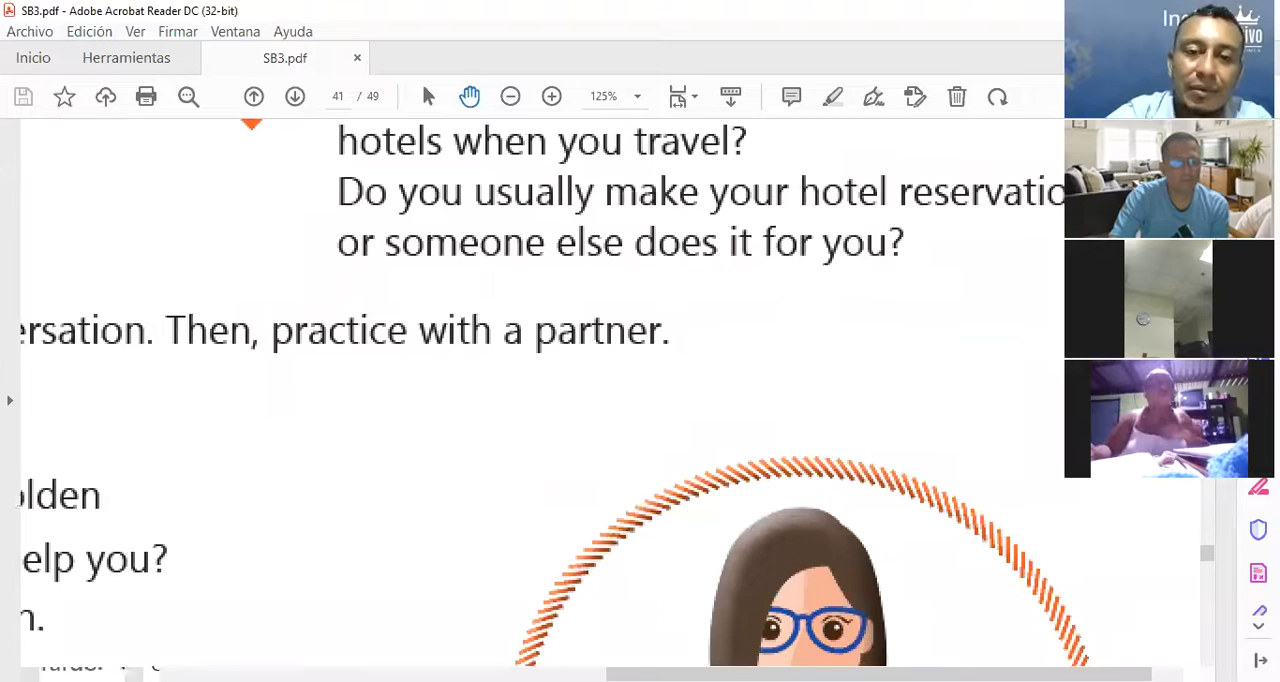 SB3.pdf - Adobe Acrobat Reader DC (32-bit)
Archivo Edición Ver Firmar Ventana Ayuda
Inicio Herramientas SB3.pdf ×
41 / 49 125%
hotels when you travel?
Do you usually make your hotel reservatio
or someone else does it for you?
ersation. Then, practice with a partner.
olden
elp you?
n.